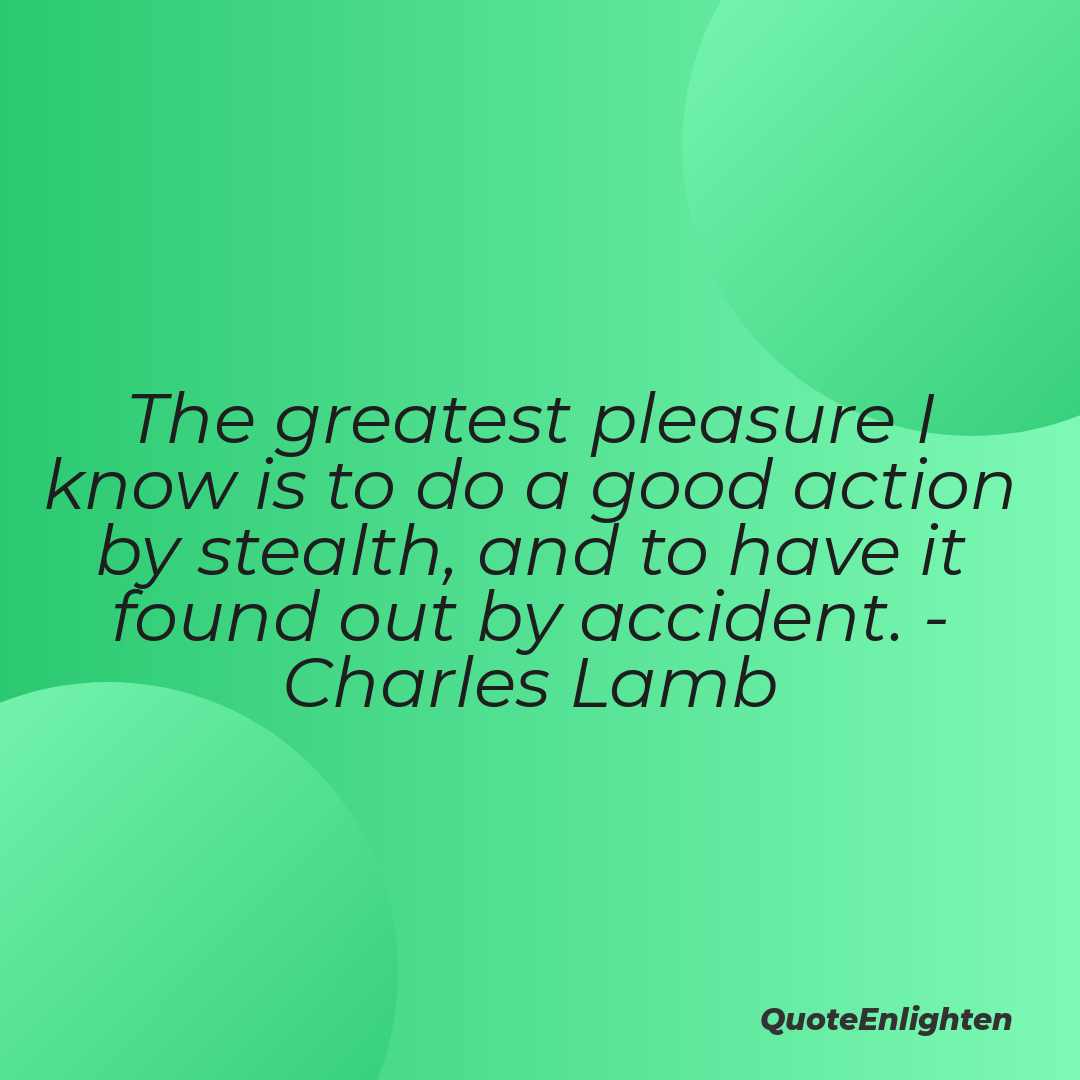 The greatest pleasure I
know is to do a good action
by stealth, and to have it
found out by accident. -
Charles Lamb
QuoteEnlighten